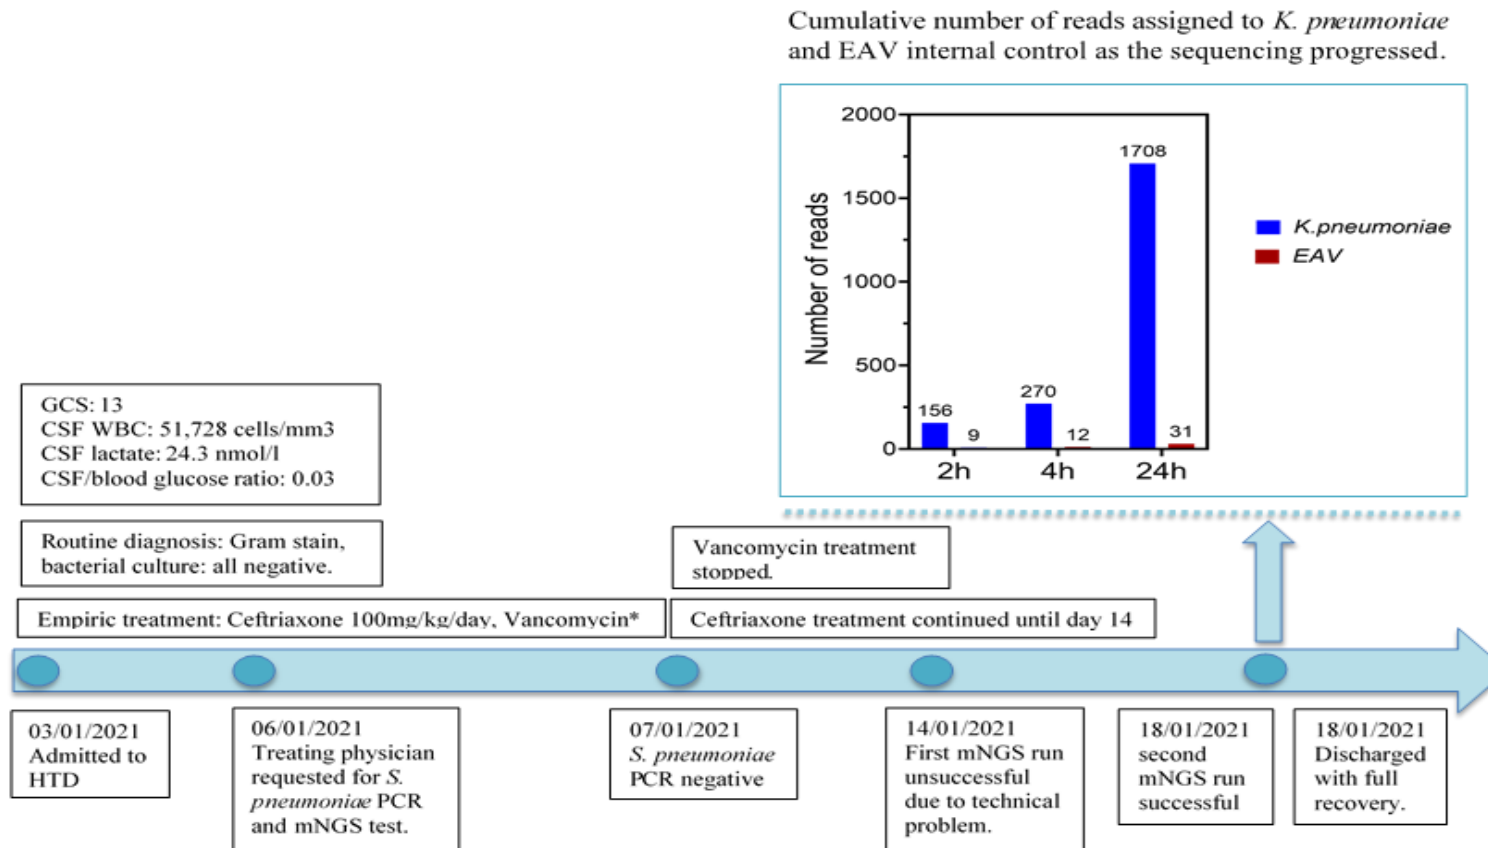 Cumulative number of reads assigned to K. pneumoniae
and EAV internal control as the sequencing progressed.
Number of reads
2000
1500
1000
500
0
156
9
270
12
1708
31
2h
4h
24h
K.pneumoniae
EAV
GCS: 13
CSF WBC: 51,728 cells/mm3
CSF lactate: 24.3 nmol/l
CSF/blood glucose ratio: 0.03
Routine diagnosis: Gram stain,
bacterial culture: all negative.
Vancomycin treatment
stopped.
Empiric treatment: Ceftriaxone 100mg/kg/day, Vancomycin*
Ceftriaxone treatment continued until day 14
03/01/2021
Admitted to
HTD
06/01/2021
Treating physician
requested for S.
pneumoniae PCR
and mNGS test.
07/01/2021
S. pneumoniae
PCR negative
14/01/2021
First mNGS run
unsuccessful
due to technical
problem.
18/01/2021
second
mNGS run
successful
18/01/2021
Discharged
with full
recovery.